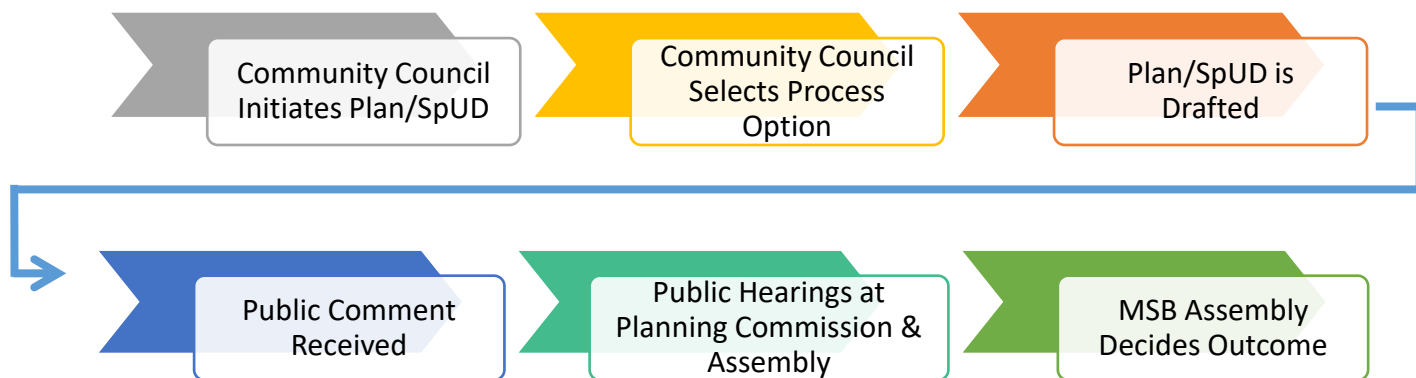 Community Council
Initiates Plan/SpUD
Community Council
Selects Process
Option
Plan/SpUD is
Drafted
Public Comment
Received
Public Hearings at
Planning Commission &
Assembly
MSB Assembly
Decides Outcome